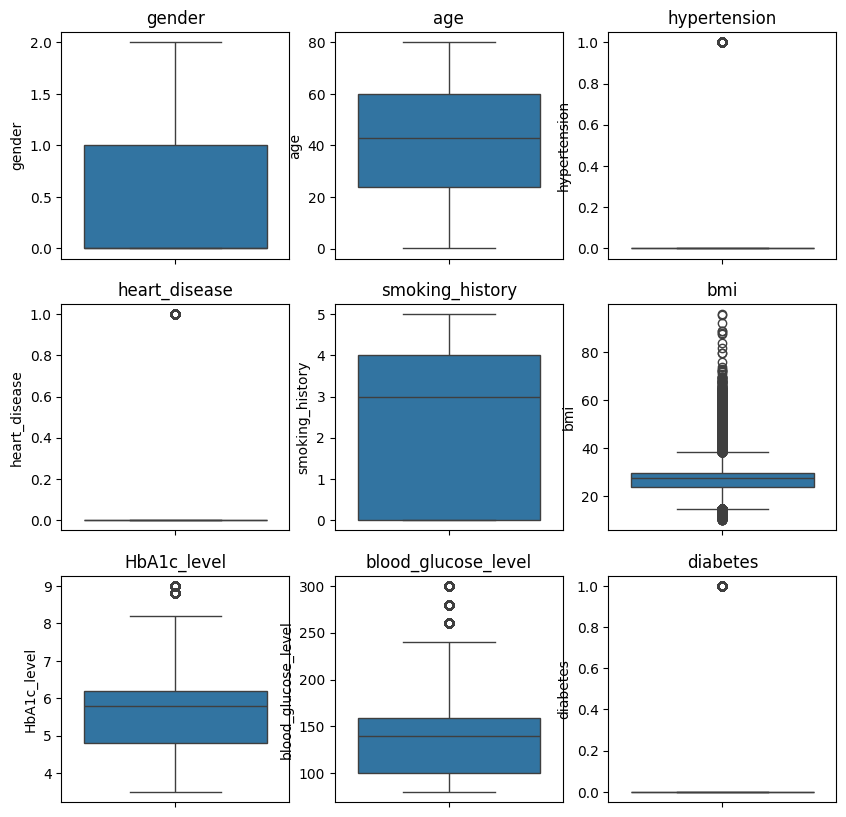 gender
2.0
1.5
1.0
0.5
0.0
gender
age
80
60
40
20
0
age
hypertension
1.0
0.8
0.6
0.4
0.2
0.0
hypertension
heart_disease
1.0
0.8
0.6
0.4
0.2
0.0
heart_disease
smoking_history
5
4
3
2
1
0
smoking_history
bmi
80
60
40
20
bmi
HbA1c_level
9
8
7
6
5
4
HbA1c_level
blood_glucose_level
300
250
200
150
100
blood_glucose_level
diabetes
1.0
0.8
0.6
0.4
0.2
0.0
diabetes